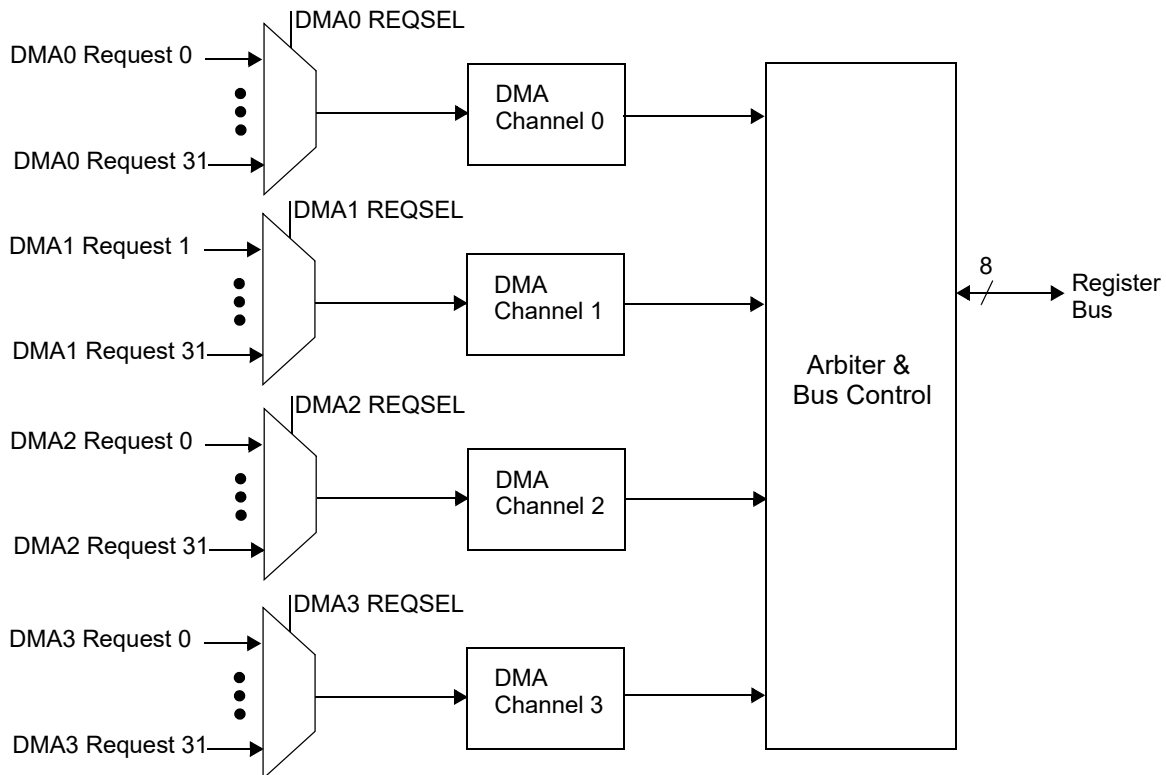 DMA0 REQSEL
DMA0 Request 0
DMA
Channel 0
DMA0 Request 31
DMA1 REQSEL
DMA1 Request 1
DMA
Channel 1
DMA1 Request 31
8
Register
Bus
Arbiter &
Bus Control
DMA2 REQSEL
DMA2 Request 0
DMA
Channel 2
DMA2 Request 31
DMA3 REQSEL
DMA3 Request 0
DMA
Channel 3
DMA3 Request 31